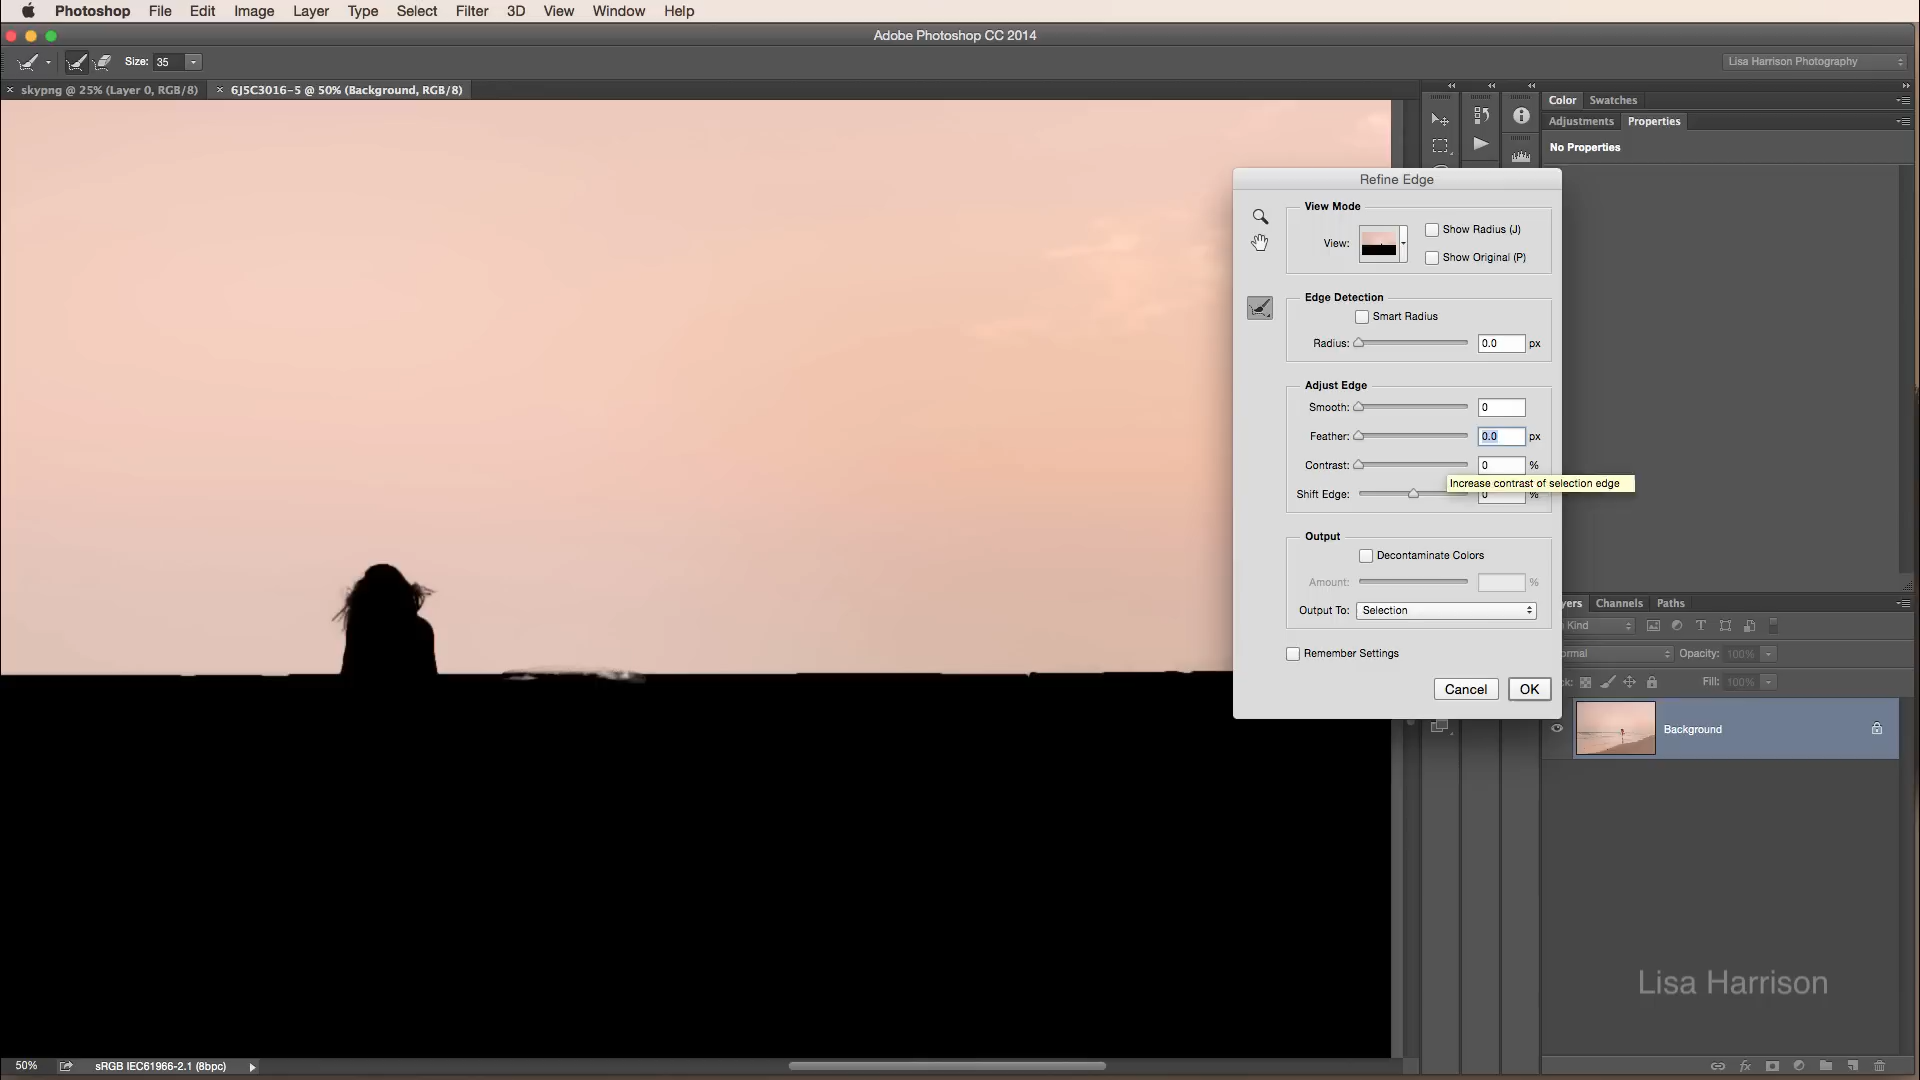 Photoshop File Edit Image Layer Type Select Filter 3D View Window Help
Adobe Photoshop CC 2014
Size: 35
Lisa Harrison Photography
skypng @ 25% (Layer 0, RGB/8)
6J5C3016-5 @ 50% (Background, RGB/8)
Color Swatches
Adjustments Properties
No Properties
Refine Edge
View Mode
View:
Show Radius (J)
Show Original (P)
Edge Detection
Smart Radius
Radius: 0.0 px
Adjust Edge
Smooth: 0
Feather: 0.0 px
Contrast: 0 %
Increase contrast of selection edge
Shift Edge: 0 %
Output
Decontaminate Colors
Amount: %
Output To: Selection
Remember Settings
Cancel OK
yers Channels Paths
Kind
ormal Opacity: 100%
k: Fill: 100%
Background
Lisa Harrison
50% sRGB IEC61966-2.1 (8bpc)